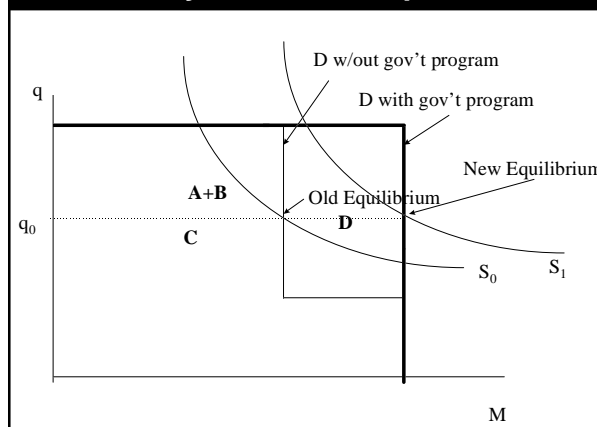 D w/out gov't program
q
D with gov't program
New Equilibrium
A+B
Old Equilibrium
q₀
C
D
S₀
S₁
M